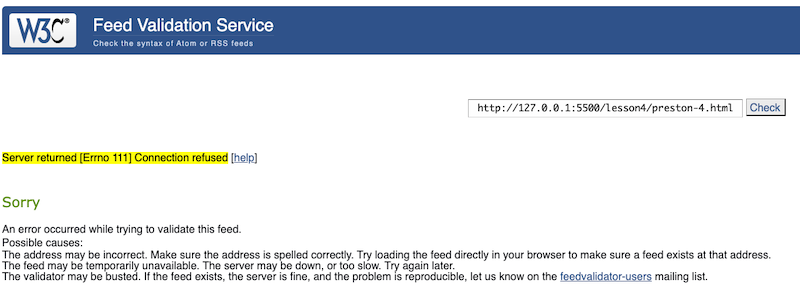 W3C® Feed Validation Service
Check the syntax of Atom or RSS feeds
http://127.0.0.1:5500/lesson4/preston-4.html Check
Server returned [Errno 111] Connection refused [help]
Sorry
An error occurred while trying to validate this feed.
Possible causes:
The address may be incorrect. Make sure the address is spelled correctly. Try loading the feed directly in your browser to make sure a feed exists at that address.
The feed may be temporarily unavailable. The server may be down, or too slow. Try again later.
The validator may be busted. If the feed exists, the server is fine, and the problem is reproducible, let us know on the feedvalidator-users mailing list.